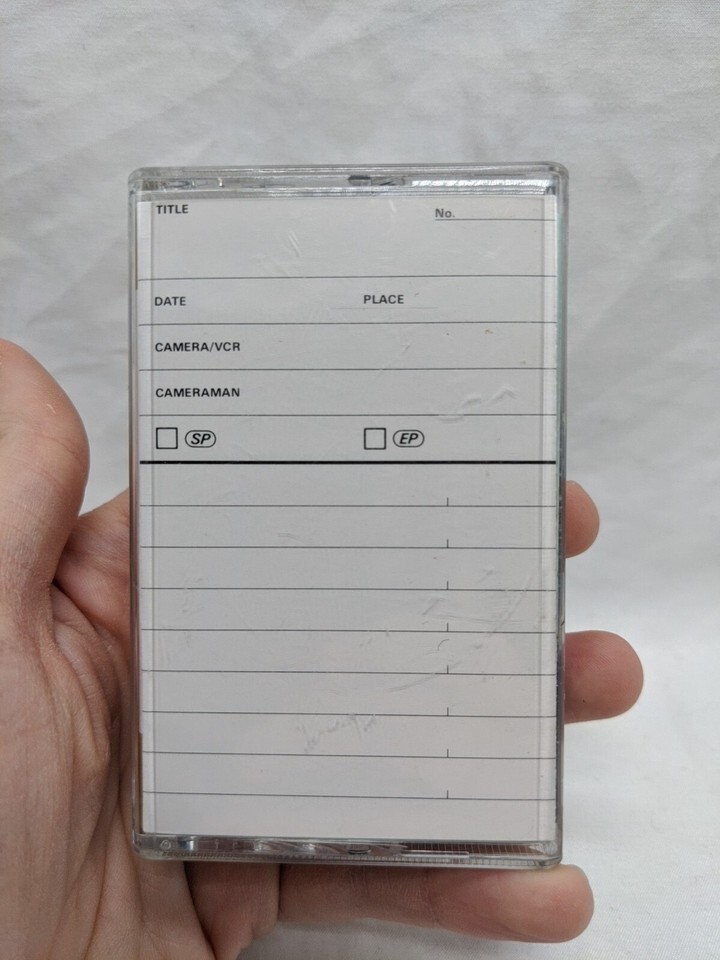 TITLE No.
DATE PLACE
CAMERA/VCR
CAMERAMAN
SP EP